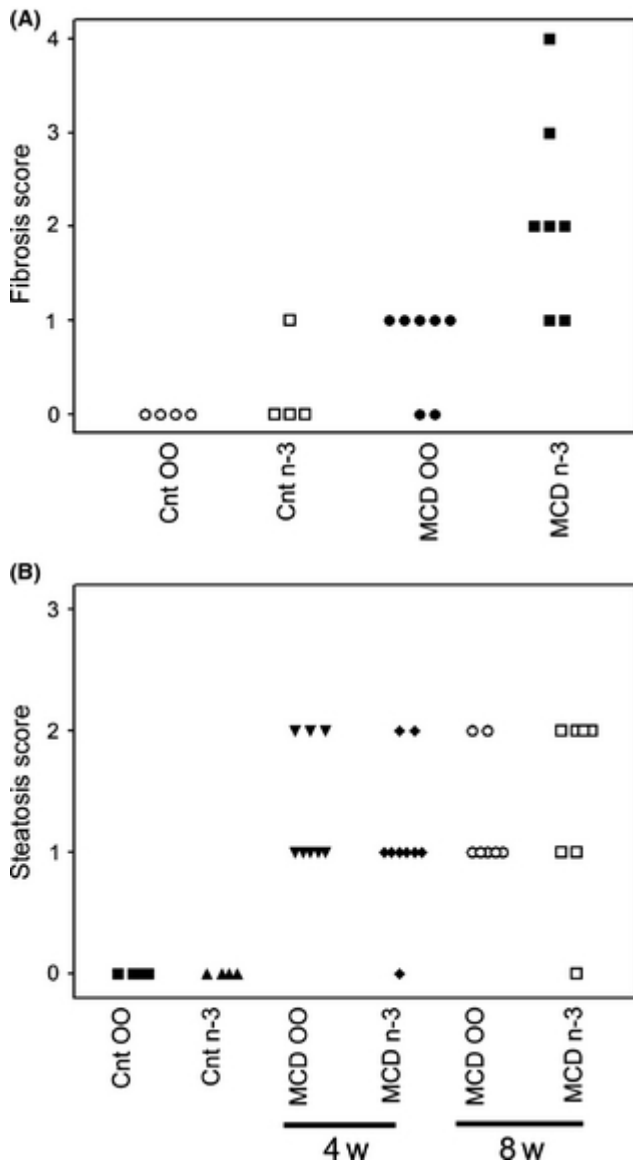 (A)
Fibrosis score
4
3
2
1
0
Cnt OO
Cnt n-3
MCD OO
MCD n-3
(B)
Steatosis score
3
2
1
0
Cnt OO
Cnt n-3
MCD OO
MCD n-3
MCD OO
MCD n-3
4 w
8 w